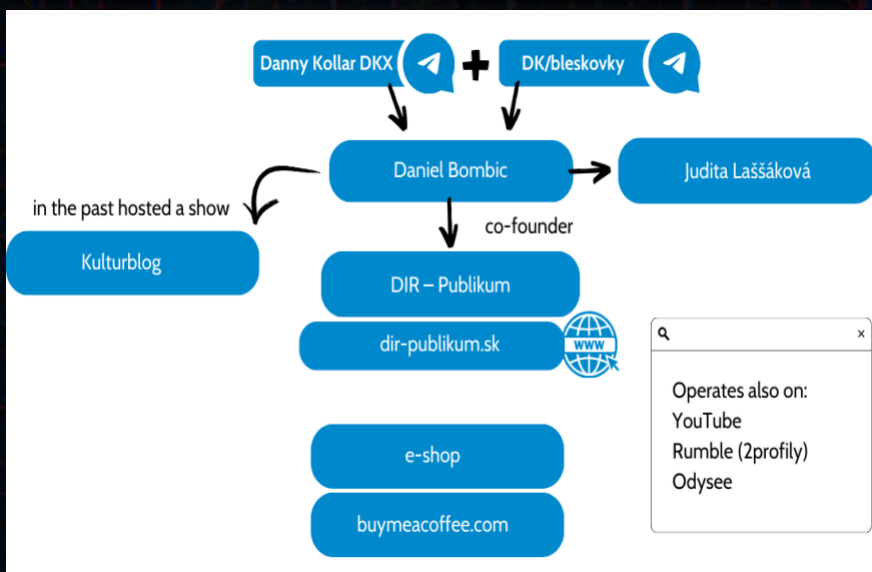 Danny Kollar DKX
DK/bleskovky
Daniel Bombic
Judita Laššáková
in the past hosted a show
co-founder
Kulturblog
DIR – Publikum
dir-publikum.sk
WWW
Operates also on:
YouTube
Rumble (2profily)
Odysee
e-shop
buymeacoffee.com